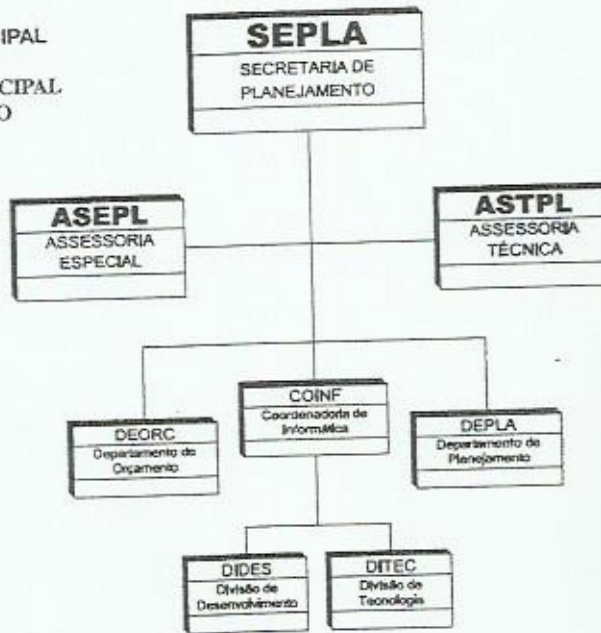 IPAL
CIPAL
O
SEPLA
SECRETARIA DE
PLANEJAMENTO
ASEPL
ASSESSORIA
ESPECIAL
ASTPL
ASSESSORIA
TÉCNICA
DEORC
Departamento de
Orçamento
COINF
Coordenadoria de
Informática
DEPLA
Departamento de
Planejamento
DIDES
Divisão de
Desenvolvimento
DITEC
Divisão de
Tecnologia